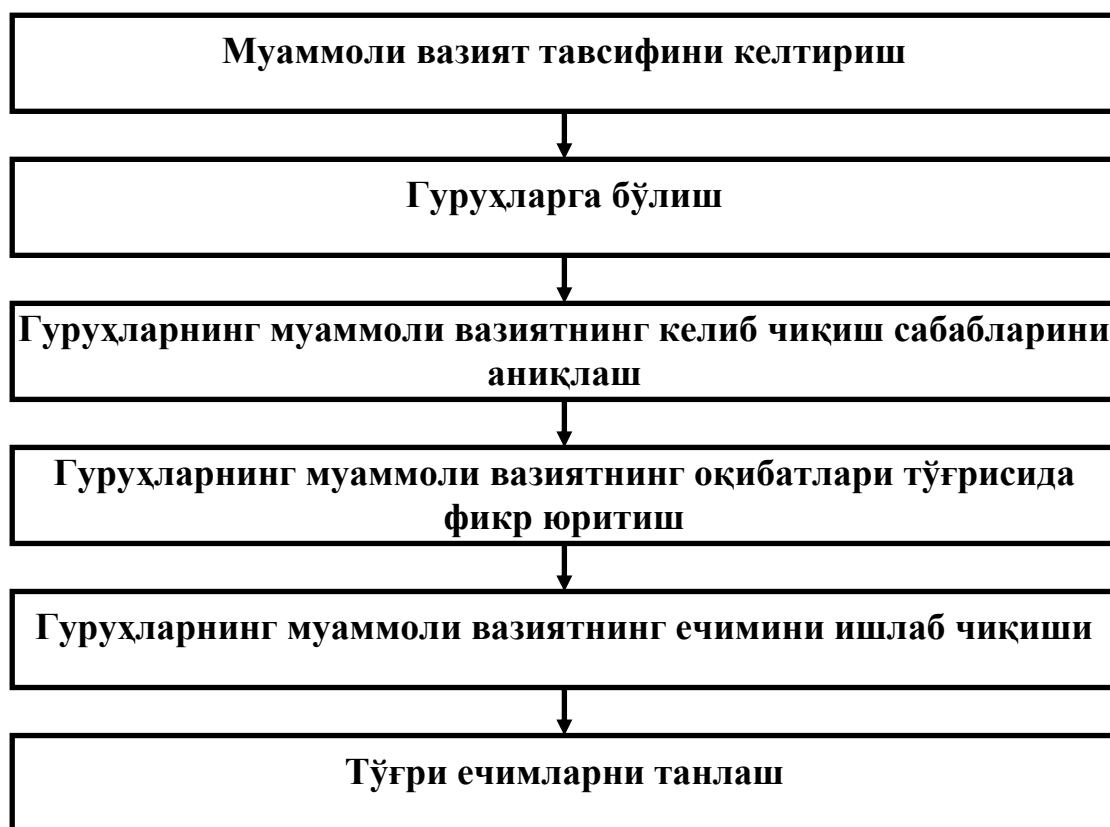 Муаммоли вазият тавсифини келтириш
Гуруҳларга бўлиш
Гуруҳларнинг муаммоли вазиятнинг келиб чиқиш сабабларини
аниқлаш
Гуруҳларнинг муаммоли вазиятнинг оқибатлари тўғрисида
фикр юритиш
Гуруҳларнинг муаммоли вазиятнинг ечимини ишлаб чиқиши
Тўғри ечимларни танлаш